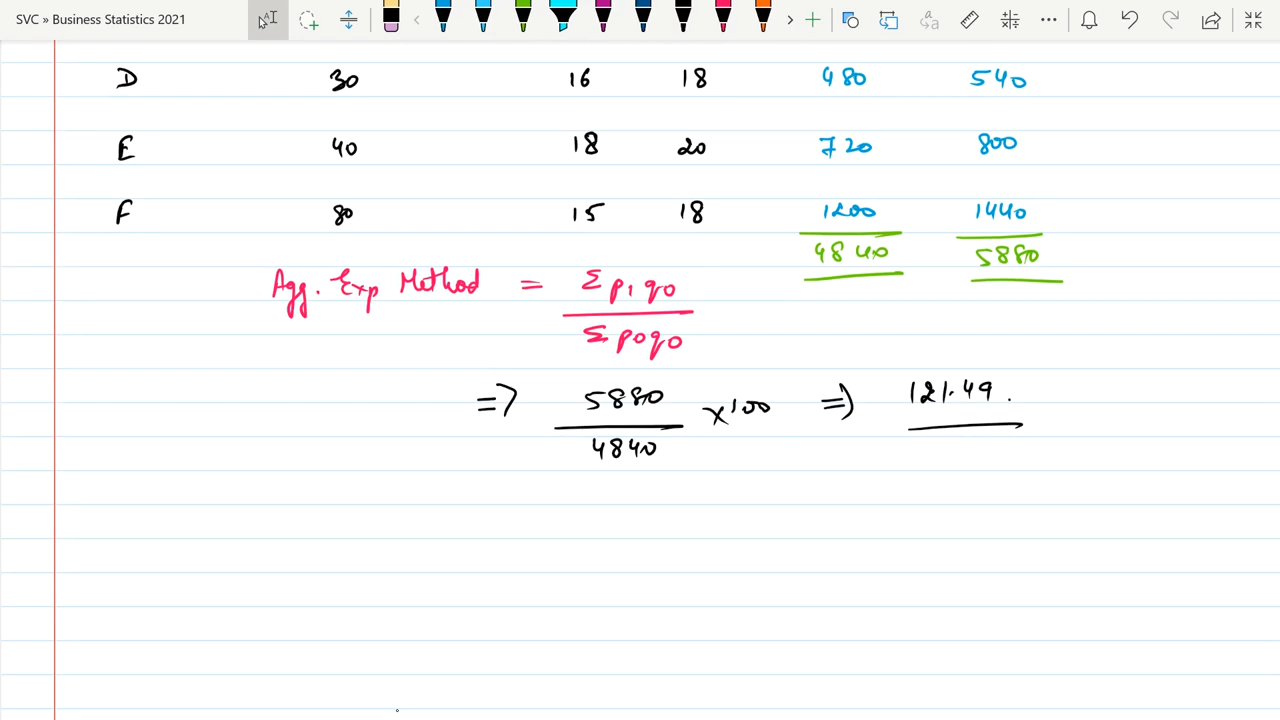 SVC » Business Statistics 2021
D 30 16 18 480 540
E 40 18 20 720 800
F 80 15 18 1200 1440
4840 5880
Agg. Exp Method = Σp1q0
Σp0q0
=> 5880 x100 => 121.49.
4840